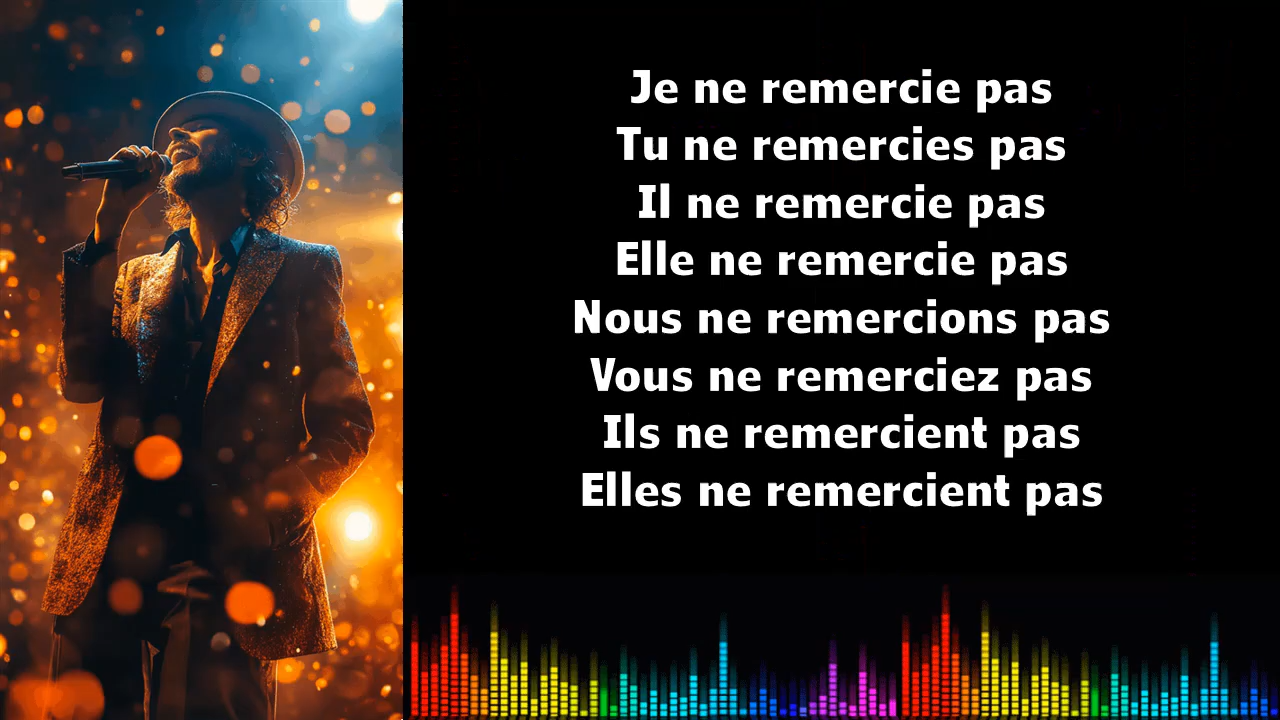 Je ne remercie pas
Tu ne remercies pas
Il ne remercie pas
Elle ne remercie pas
Nous ne remercions pas
Vous ne remerciez pas
Ils ne remercient pas
Elles ne remercient pas